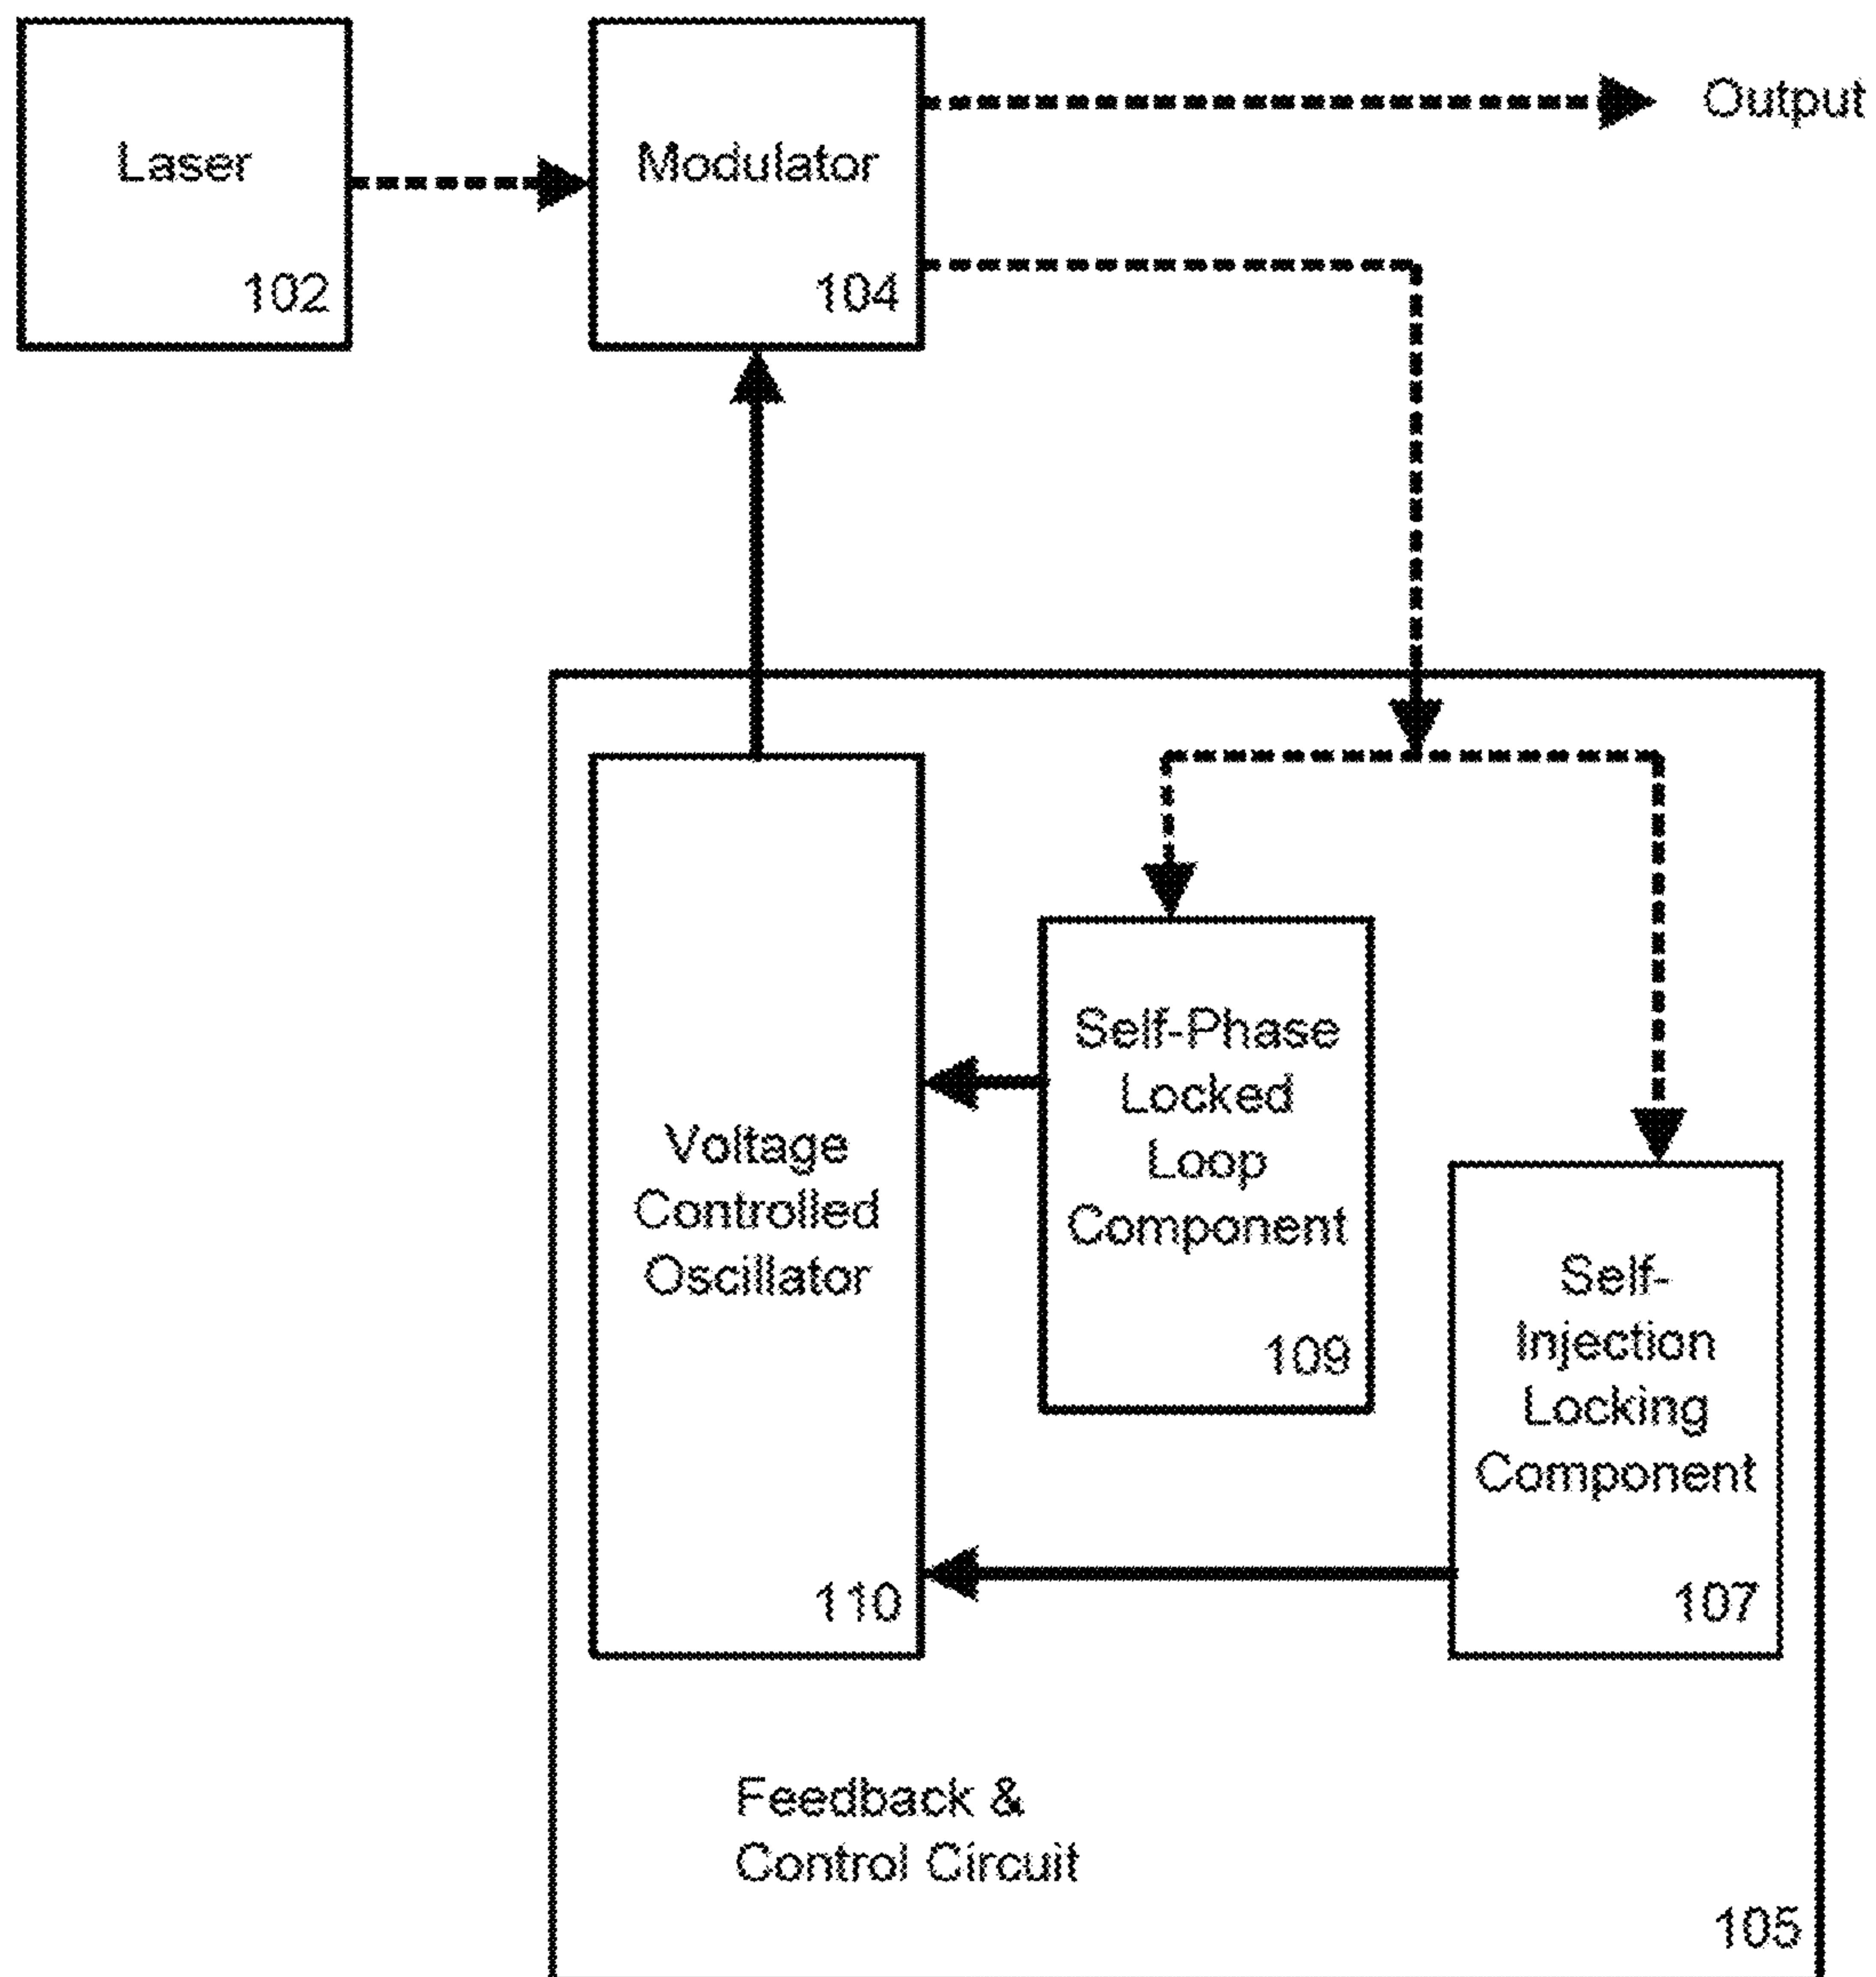 Laser
102
Modulator
104
Output
Voltage
Controlled
Oscillator
110
Self-Phase
Locked
Loop
Component
109
Self-
Injection
Locking
Component
107
Feedback &
Control Circuit
105